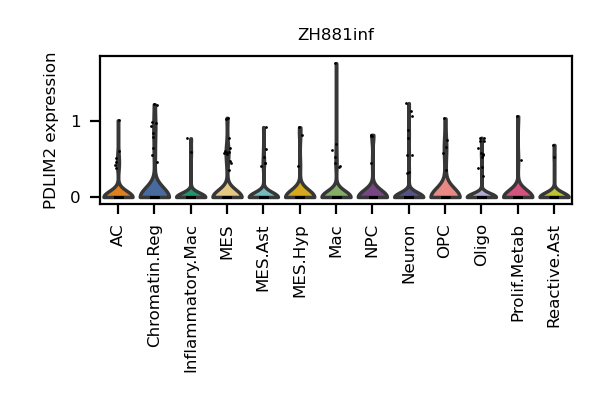 ZH881inf
PDLIM2 expression
1
0
AC
Chromatin.Reg
Inflammatory.Mac
MES
MES.Ast
MES.Hyp
Mac
NPC
Neuron
OPC
Oligo
Prolif.Metab
Reactive.Ast